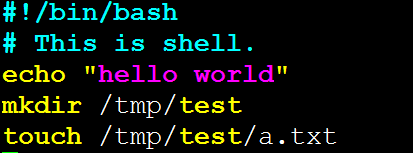 #!/bin/bash
# This is shell.
echo "hello world"
mkdir /tmp/test
touch /tmp/test/a.txt